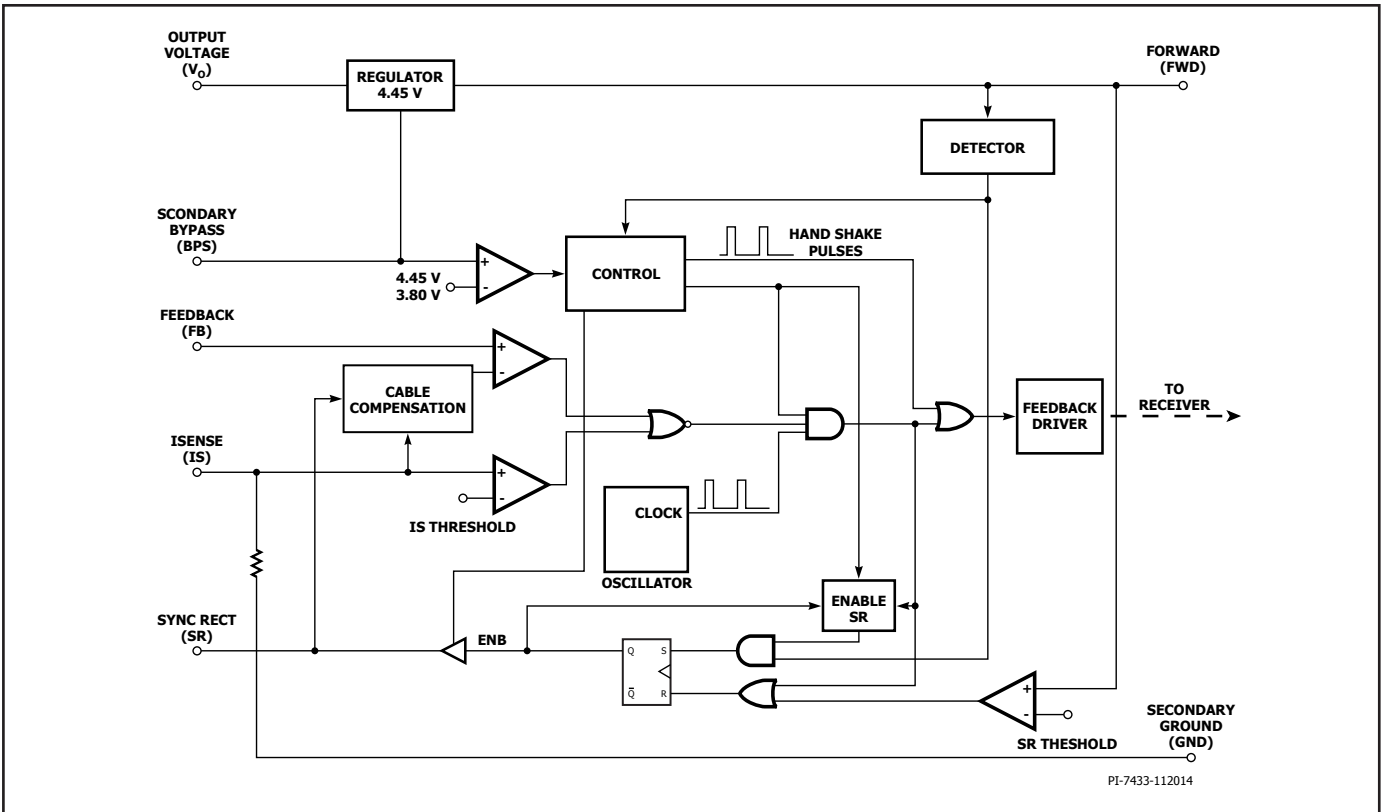 OUTPUT
VOLTAGE
(VO)
REGULATOR
4.45 V
FORWARD
(FWD)
DETECTOR
SCONDARY
BYPASS
(BPS)
+
-
4.45 V
3.80 V
CONTROL
HAND SHAKE
PULSES
FEEDBACK
(FB)
+
-
CABLE
COMPENSATION
FEEDBACK
DRIVER
TO
RECEIVER
ISENSE
(IS)
+
-
IS THRESHOLD
CLOCK
OSCILLATOR
ENABLE
SR
SYNC RECT
(SR)
ENB
Q
S
Q̅
R
+
-
SR THESHOLD
SECONDARY
GROUND
(GND)
PI-7433-112014